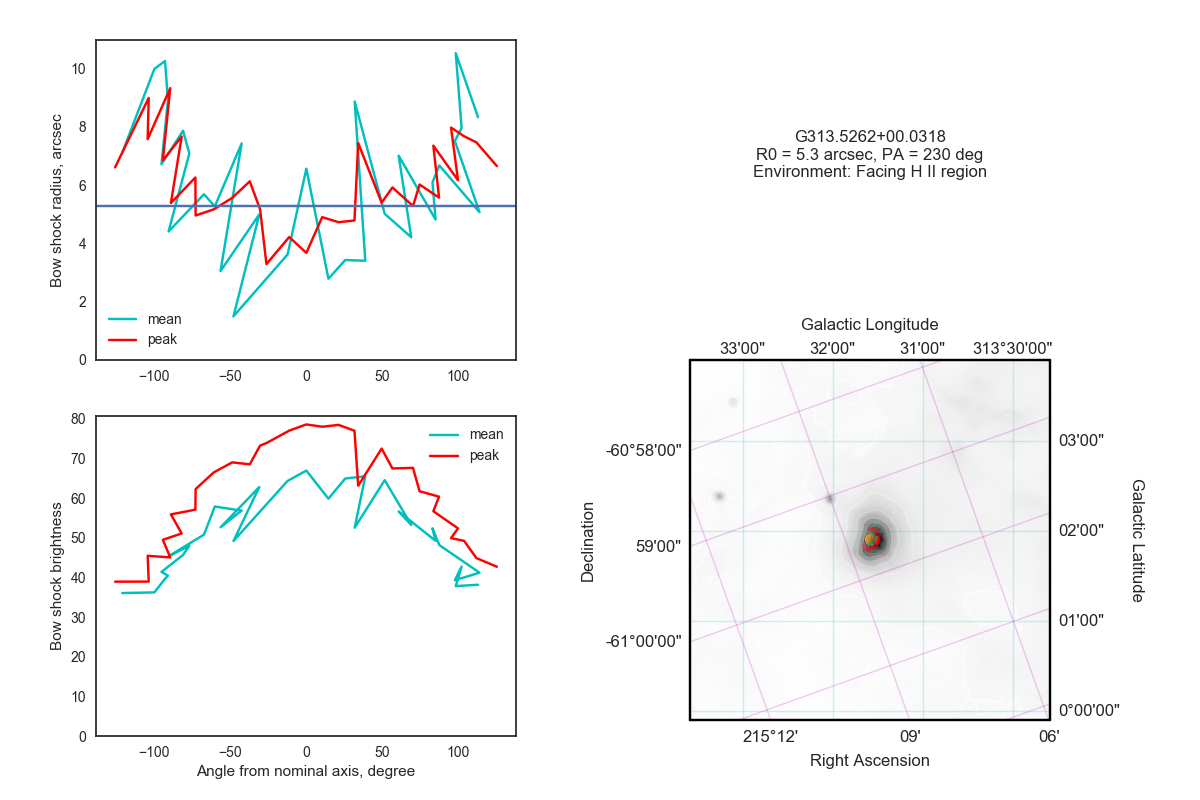 10
8
6
4
2
0
Bow shock radius, arcsec
mean
peak
−100
−50
0
50
100
80
70
60
50
40
30
20
10
0
Bow shock brightness
mean
peak
−100
−50
0
50
100
Angle from nominal axis, degree
G313.5262+00.0318
R0 = 5.3 arcsec, PA = 230 deg
Environment: Facing H II region
Galactic Longitude
33'00"
32'00"
31'00"
313°30'00"
-60°58'00"
59'00"
-61°00'00"
Declination
03'00"
02'00"
01'00"
0°00'00"
Galactic Latitude
215°12'
09'
06'
Right Ascension